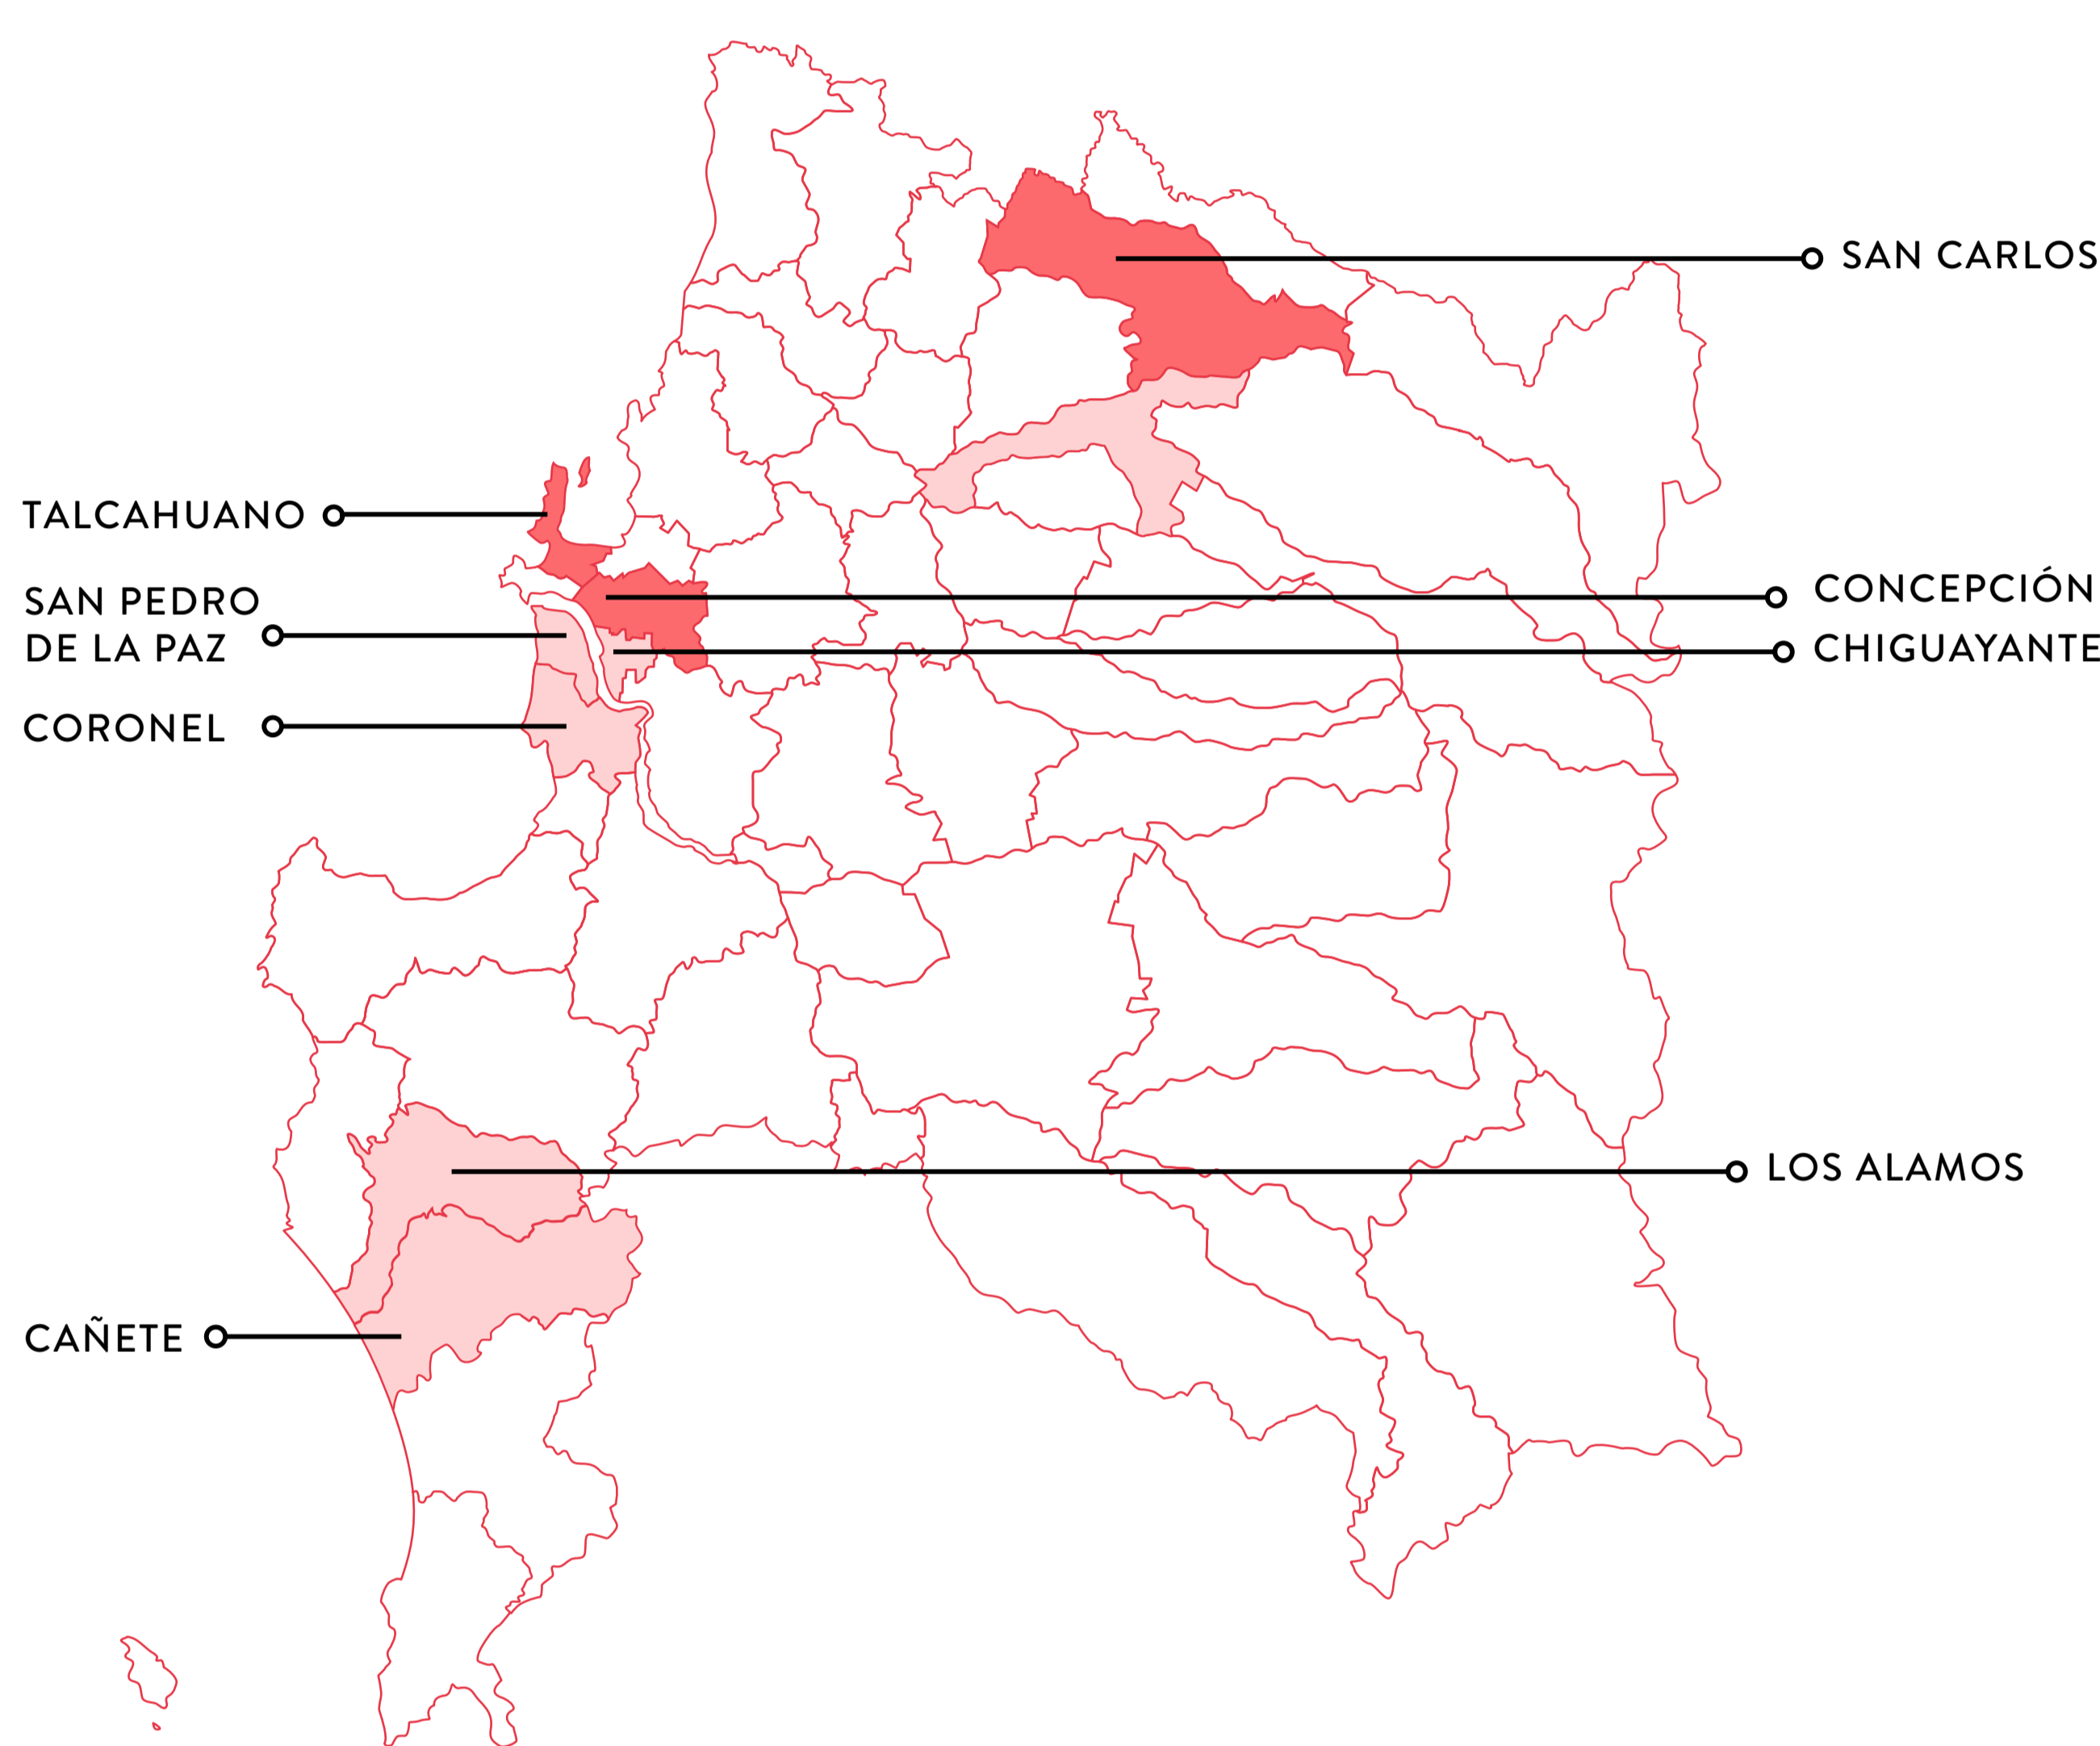 SAN CARLOS
TALCAHUANO
SAN PEDRO
DE LA PAZ
CONCEPCIÓN
CHIGUAYANTE
CORONEL
LOS ALAMOS
CAÑETE